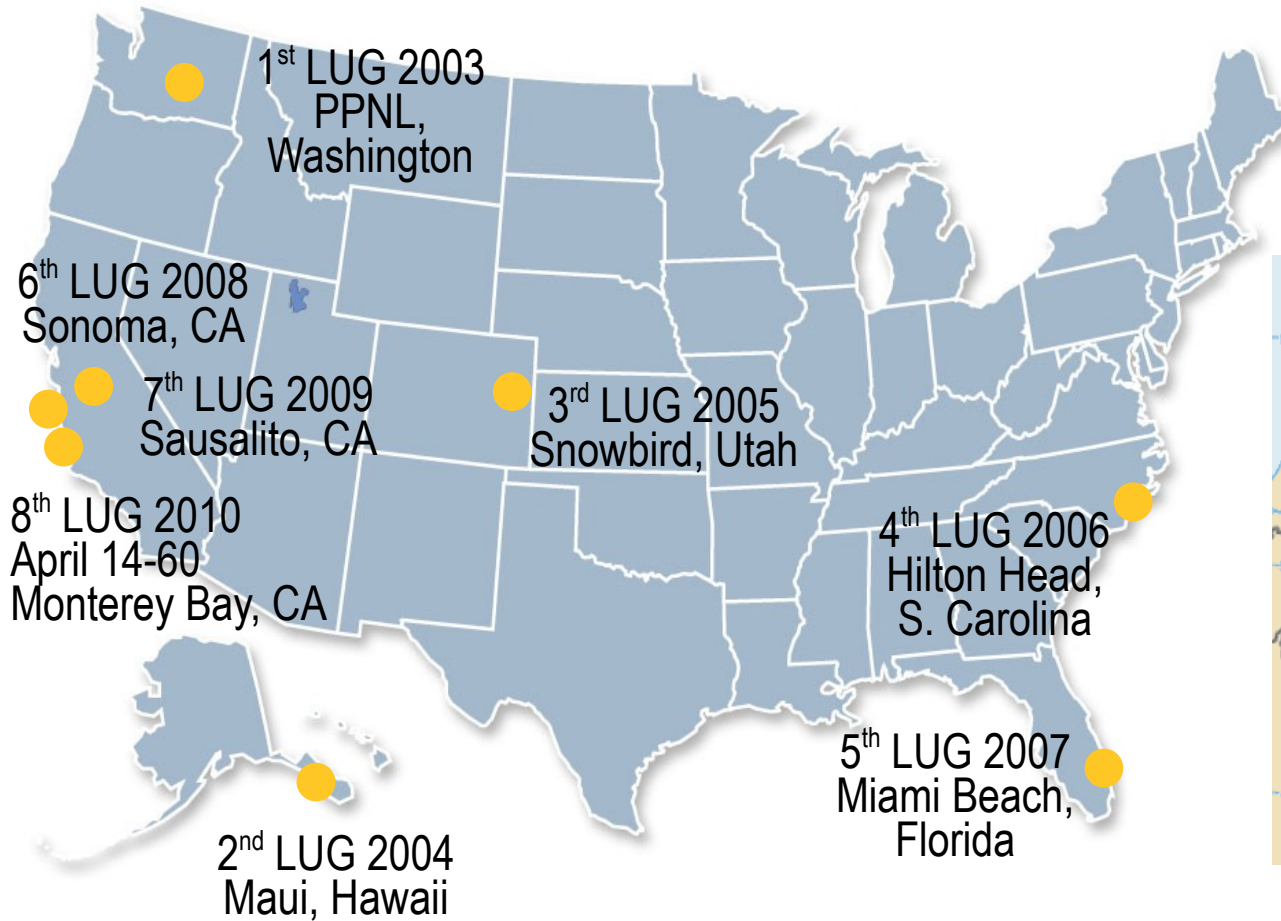 1st LUG 2003
PPNL,
Washington
6th LUG 2008
Sonoma, CA
7th LUG 2009
Sausalito, CA
3rd LUG 2005
Snowbird, Utah
8th LUG 2010
April 14-60
Monterey Bay, CA
4th LUG 2006
Hilton Head,
S. Carolina
5th LUG 2007
Miami Beach,
Florida
2nd LUG 2004
Maui, Hawaii